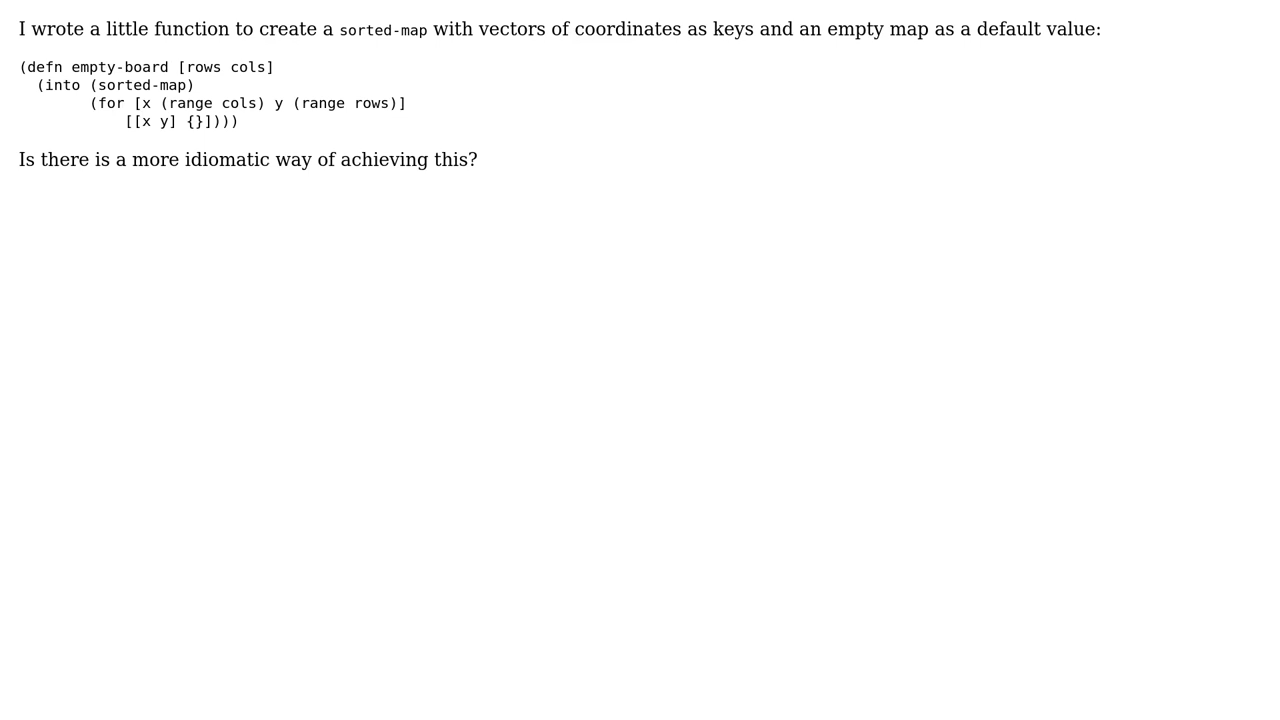 I wrote a little function to create a sorted-map with vectors of coordinates as keys and an empty map as a default value:
(defn empty-board [rows cols]
  (into (sorted-map)
        (for [x (range cols) y (range rows)]
            [[x y] {}])))
Is there is a more idiomatic way of achieving this?